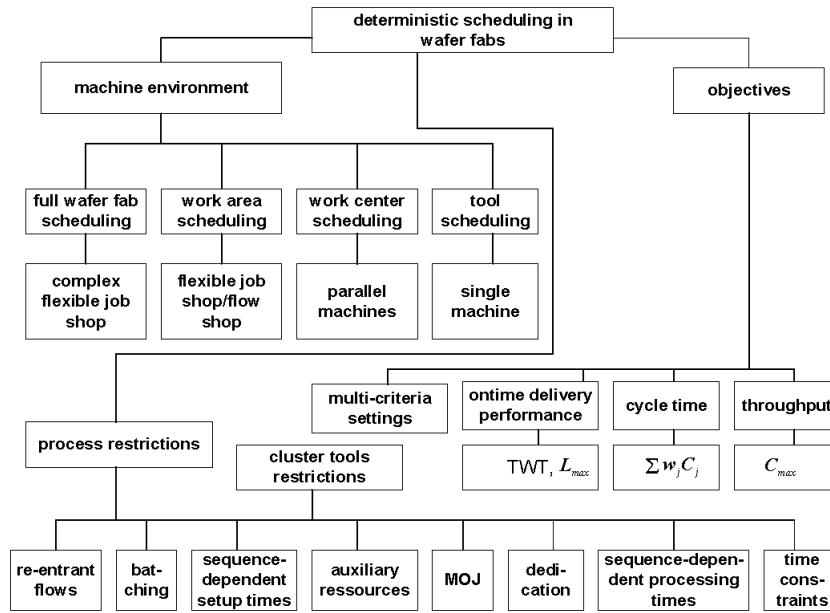 deterministic scheduling in
wafer fabs
machine environment
objectives
full wafer fab
scheduling
work area
scheduling
work center
scheduling
tool
scheduling
complex
flexible job
shop
flexible job
shop/flow
shop
parallel
machines
single
machine
multi-criteria
settings
ontime delivery
performance
cycle time
throughput
TWT, L_max
∑ w_j C_j
C_max
process restrictions
cluster tools
restrictions
re-entrant
flows
bat-
ching
sequence-
dependent
setup times
auxiliary
ressources
MOJ
dedi-
cation
sequence-depen-
dent processing
times
time
cons-
traints